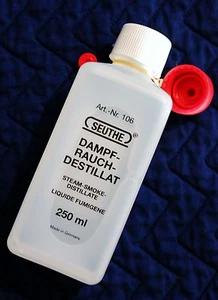 Art.-Nr. 106
SEUTHE
DAMPF-
RAUCH-
DESTILLAT
STEAM-SMOKE-
DISTILLATE
LIQUIDE FUMIGENE
250 ml
Made in Germany